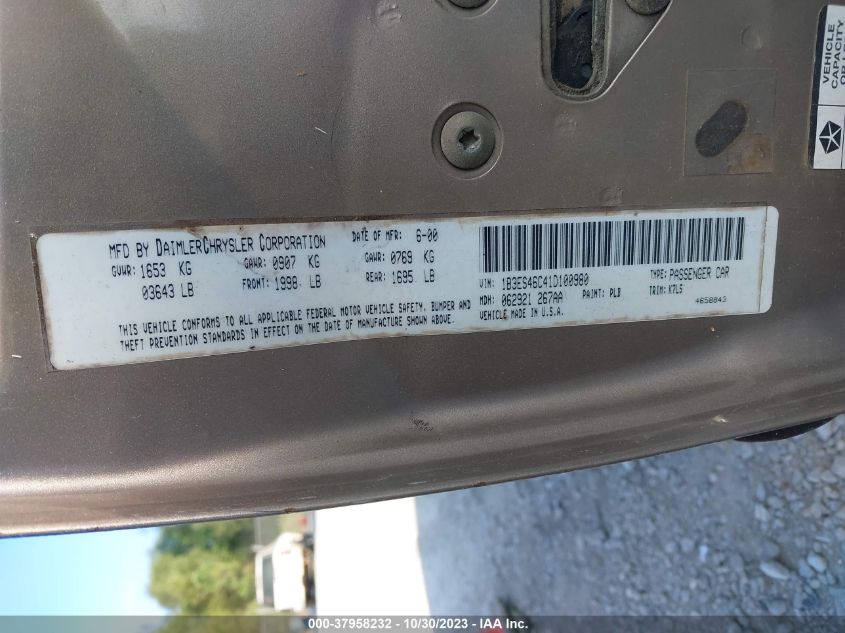 MFD BY DAIMLERCHRYSLER CORPORATION DATE OF MFR: 6-00
GVWR: 1653 KG GAWR: 0907 KG GAWR: 0769 KG
03643 LB FRONT: 1998 LB REAR: 1695 LB
THIS VEHICLE CONFORMS TO ALL APPLICABLE FEDERAL MOTOR VEHICLE SAFETY, BUMPER AND
THEFT PREVENTION STANDARDS IN EFFECT ON THE DATE OF MANUFACTURE SHOWN ABOVE.
VIN: 1B3ES46C41D100980 TYPE: PASSENGER CAR
MDH: 062921 267AA PAINT: PLB TRIM: K7L5
VEHICLE MADE IN U.S.A. 4658843
VEHICLE
CAPACITY
000-37958232 - 10/30/2023 - IAA Inc.